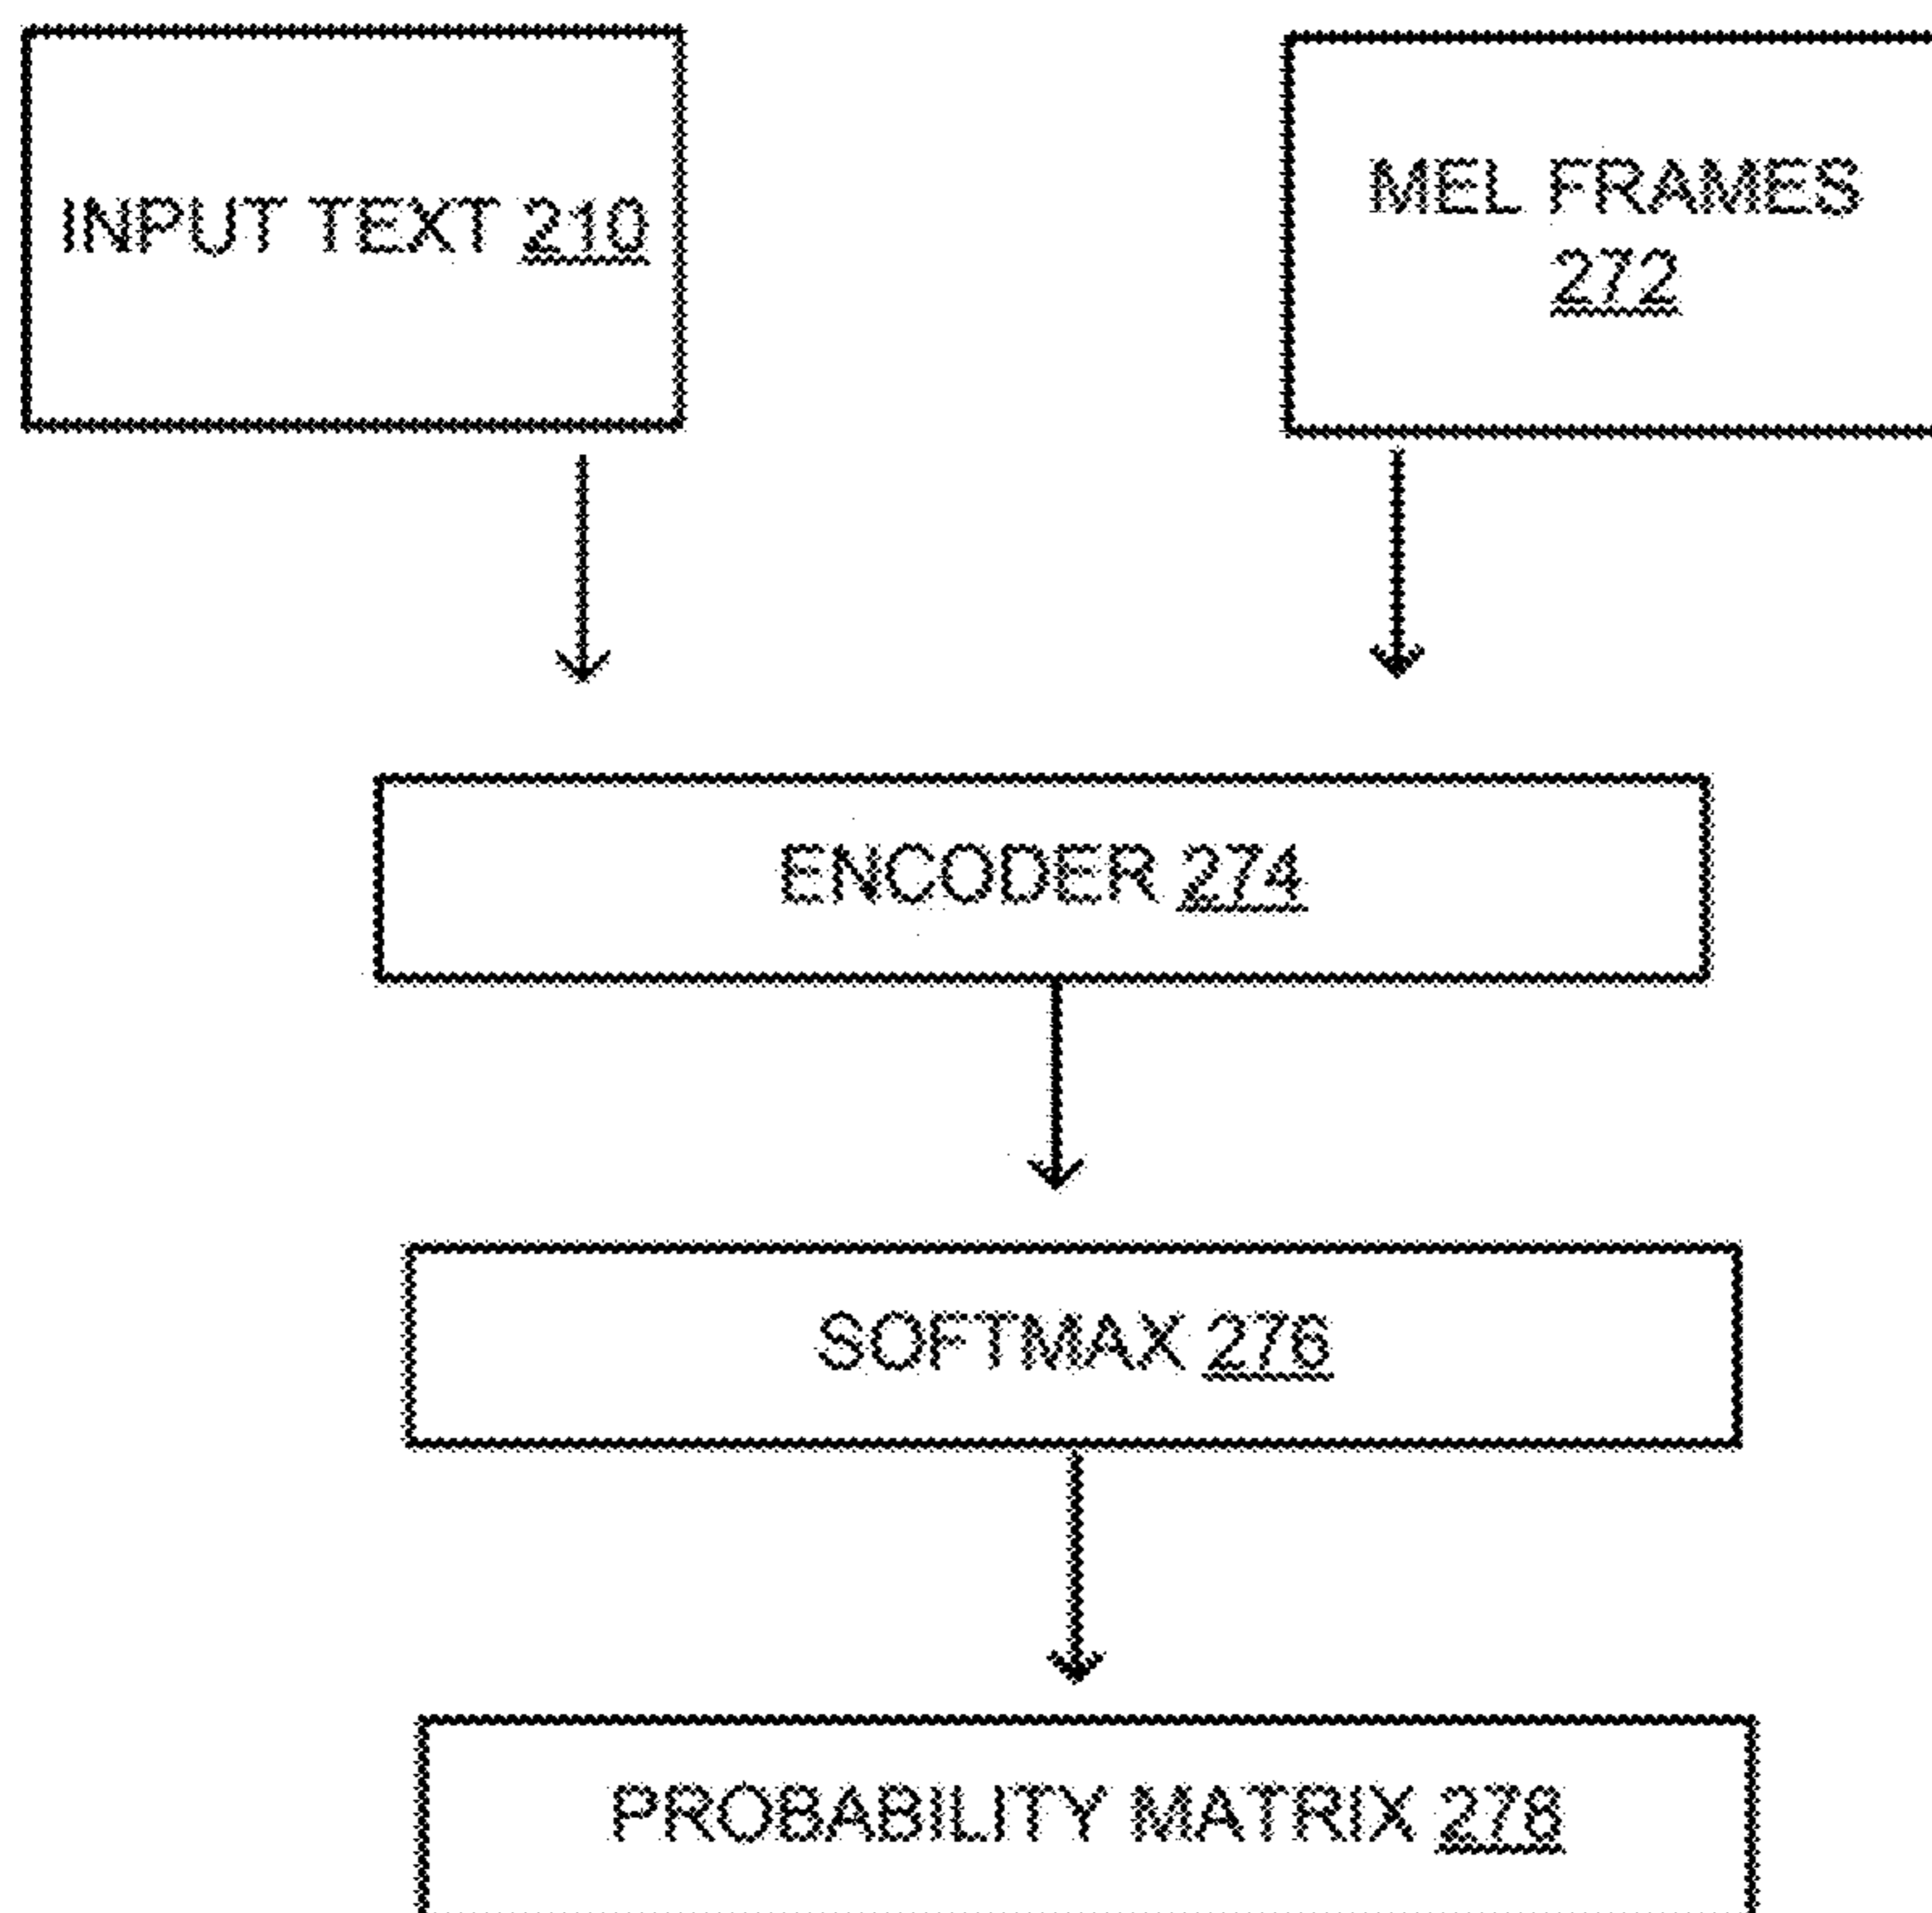 INPUT TEXT 210
MEL FRAMES
272
ENCODER 274
SOFTMAX 276
PROBABILITY MATRIX 278